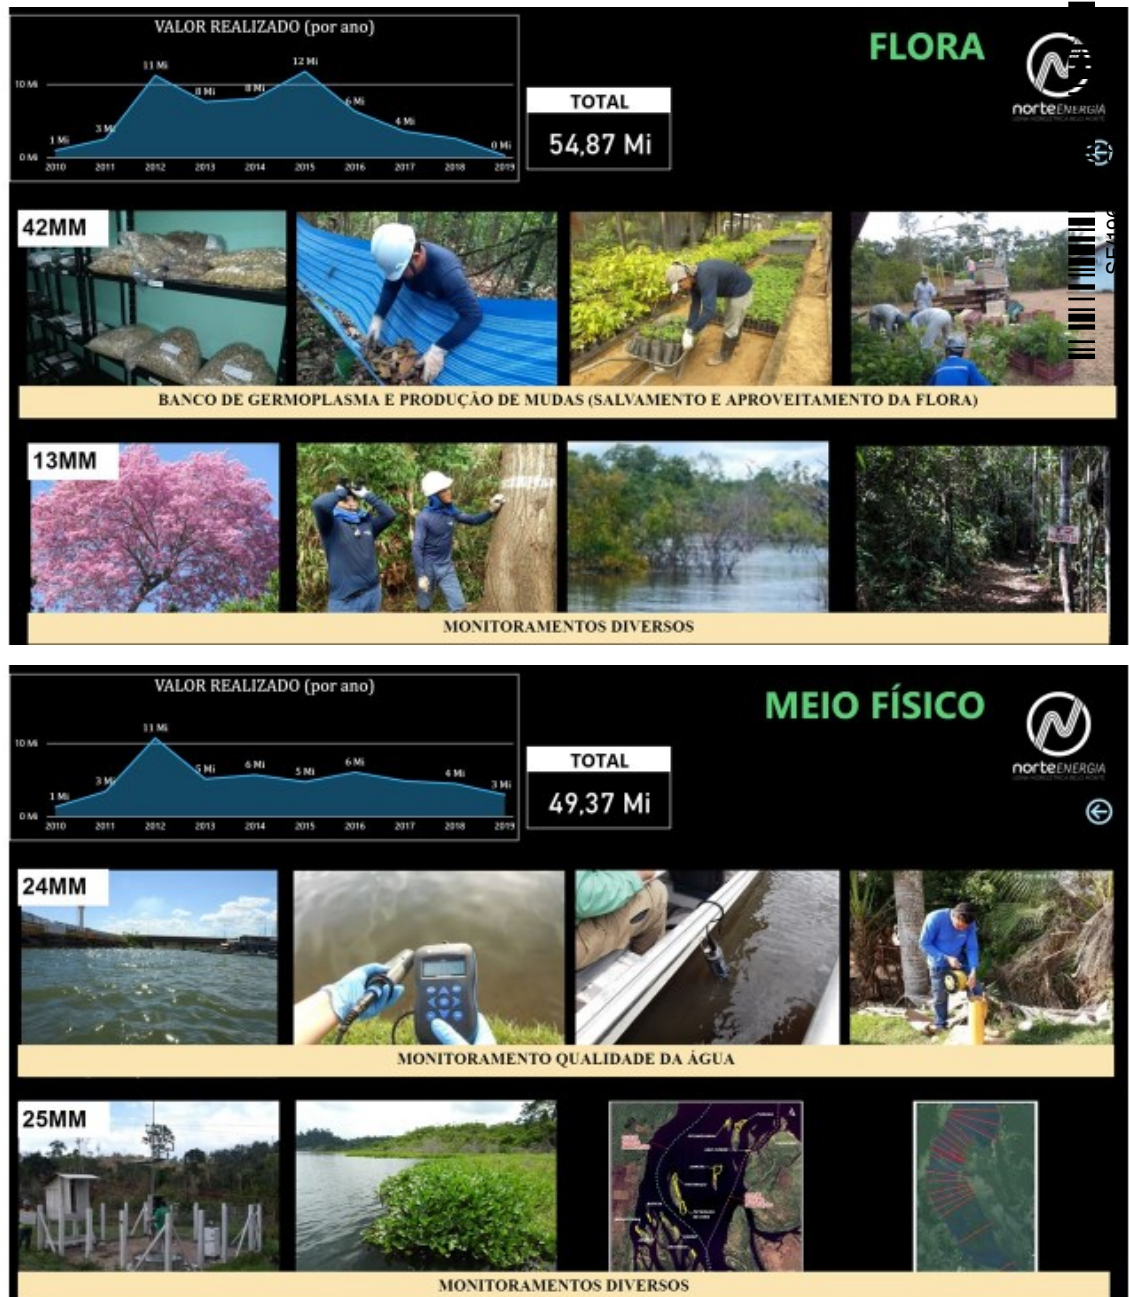 VALOR REALIZADO (por ano)
FLORA
11 Mi
12 Mi
10 Mi
8 Mi
8 Mi
6 Mi
3 Mi
4 Mi
1 Mi
0 Mi
0 Mi
2010 2011 2012 2013 2014 2015 2016 2017 2018 2019
TOTAL
54,87 Mi
norteENERGIA
42MM
BANCO DE GERMOPLASMA E PRODUÇÃO DE MUDAS (SALVAMENTO E APROVEITAMENTO DA FLORA)
13MM
MONITORAMENTOS DIVERSOS
VALOR REALIZADO (por ano)
MEIO FÍSICO
11 Mi
10 Mi
3 Mi
5 Mi
6 Mi
5 Mi
6 Mi
4 Mi
3 Mi
1 Mi
0 Mi
2010 2011 2012 2013 2014 2015 2016 2017 2018 2019
TOTAL
49,37 Mi
norteENERGIA
24MM
MONITORAMENTO QUALIDADE DA ÁGUA
25MM
MONITORAMENTOS DIVERSOS